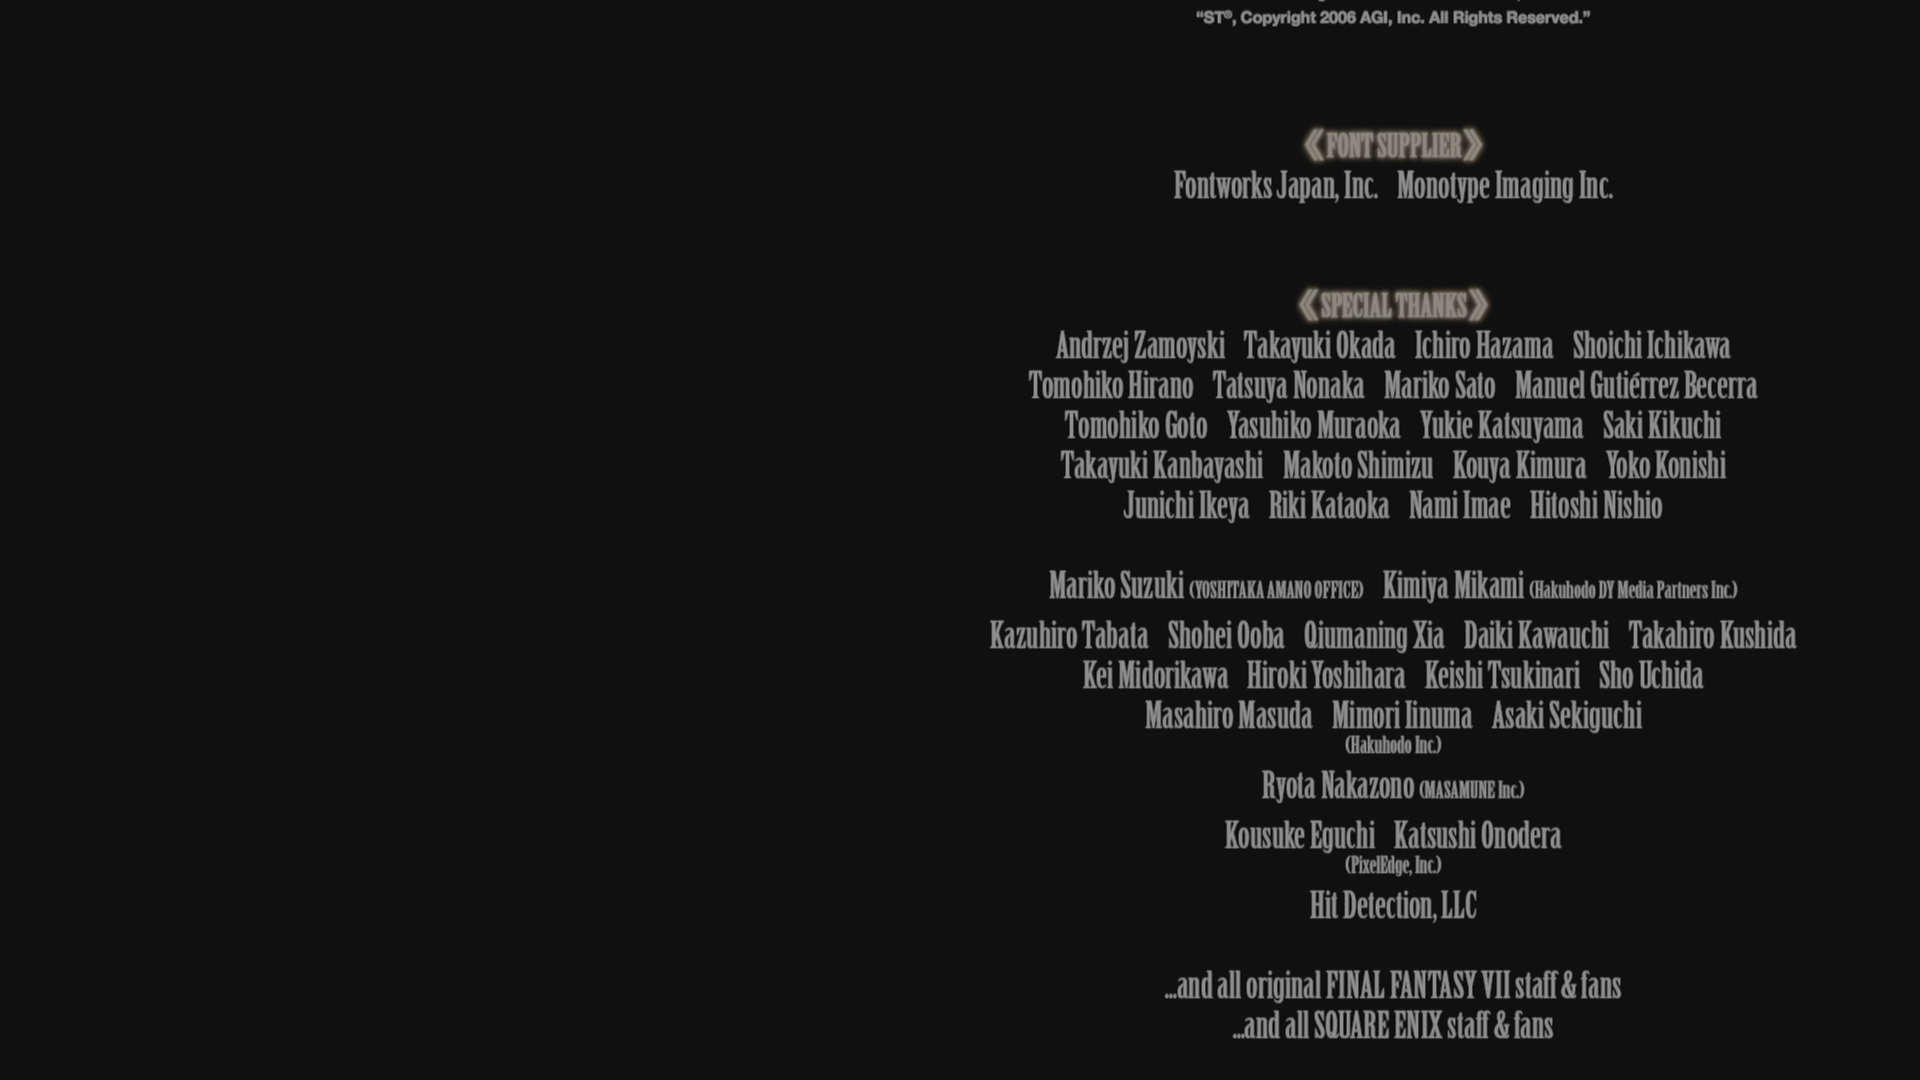 “ST®, Copyright 2006 AGI, Inc. All Rights Reserved.”
《FONT SUPPLIER》
Fontworks Japan, Inc. Monotype Imaging Inc.
《SPECIAL THANKS》
Andrzej Zamoyski Takayuki Okada Ichiro Hazama Shoichi Ichikawa
Tomohiko Hirano Tatsuya Nonaka Mariko Sato Manuel Gutiérrez Becerra
Tomohiko Goto Yasuhiko Muraoka Yukie Katsuyama Saki Kikuchi
Takayuki Kanbayashi Makoto Shimizu Kouya Kimura Yoko Konishi
Junichi Ikeya Riki Kataoka Nami Imae Hitoshi Nishio
Mariko Suzuki (YOSHITAKA AMANO OFFICE) Kimiya Mikami (Hakuhodo DY Media Partners Inc.)
Kazuhiro Tabata Shohei Ooba Qiumaning Xia Daiki Kawauchi Takahiro Kushida
Kei Midorikawa Hiroki Yoshihara Keishi Tsukinari Sho Uchida
Masahiro Masuda Mimori Iinuma Asaki Sekiguchi
(Hakuhodo Inc.)
Ryota Nakazono (MASAMUNE Inc.)
Kousuke Eguchi Katsushi Onodera
(PixelEdge, Inc.)
Hit Detection, LLC
...and all original FINAL FANTASY VII staff & fans
...and all SQUARE ENIX staff & fans